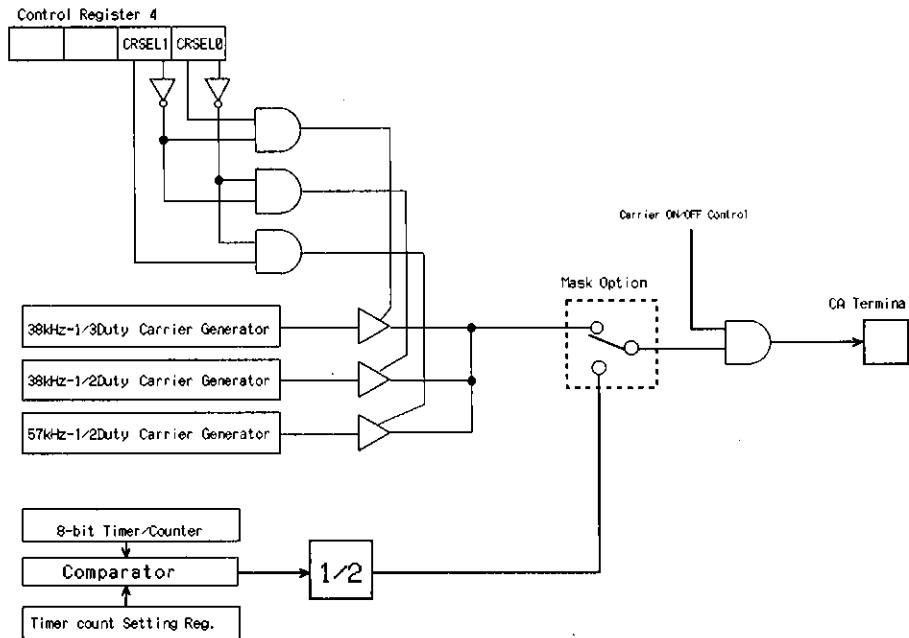 Control Register 4
CRSEL1 CRSEL0
Carrier ON/OFF Control
Mask Option
CA Termina
38kHz-1/3Duty Carrier Generator
38kHz-1/2Duty Carrier Generator
57kHz-1/2Duty Carrier Generator
8-bit Timer/Counter
Comparator
1/2
Timer count Setting Reg.